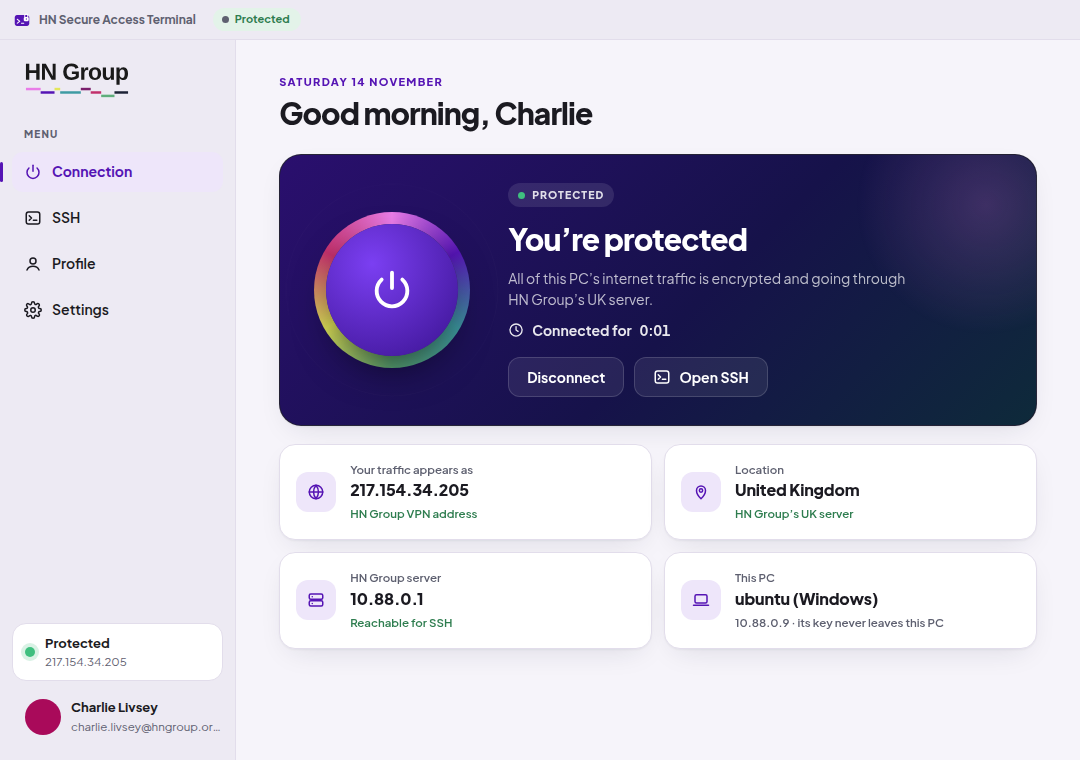 HN Secure Access Terminal
Protected
HN Group
MENU
Connection
SSH
Profile
Settings
Protected
217.154.34.205
Charlie Livsey
charlie.livsey@hngroup.or…
SATURDAY 14 NOVEMBER
Good morning, Charlie
PROTECTED
You’re protected
All of this PC’s internet traffic is encrypted and going through
HN Group’s UK server.
Connected for 0:01
Disconnect
Open SSH
Your traffic appears as
217.154.34.205
HN Group VPN address
Location
United Kingdom
HN Group’s UK server
HN Group server
10.88.0.1
Reachable for SSH
This PC
ubuntu (Windows)
10.88.0.9 · its key never leaves this PC